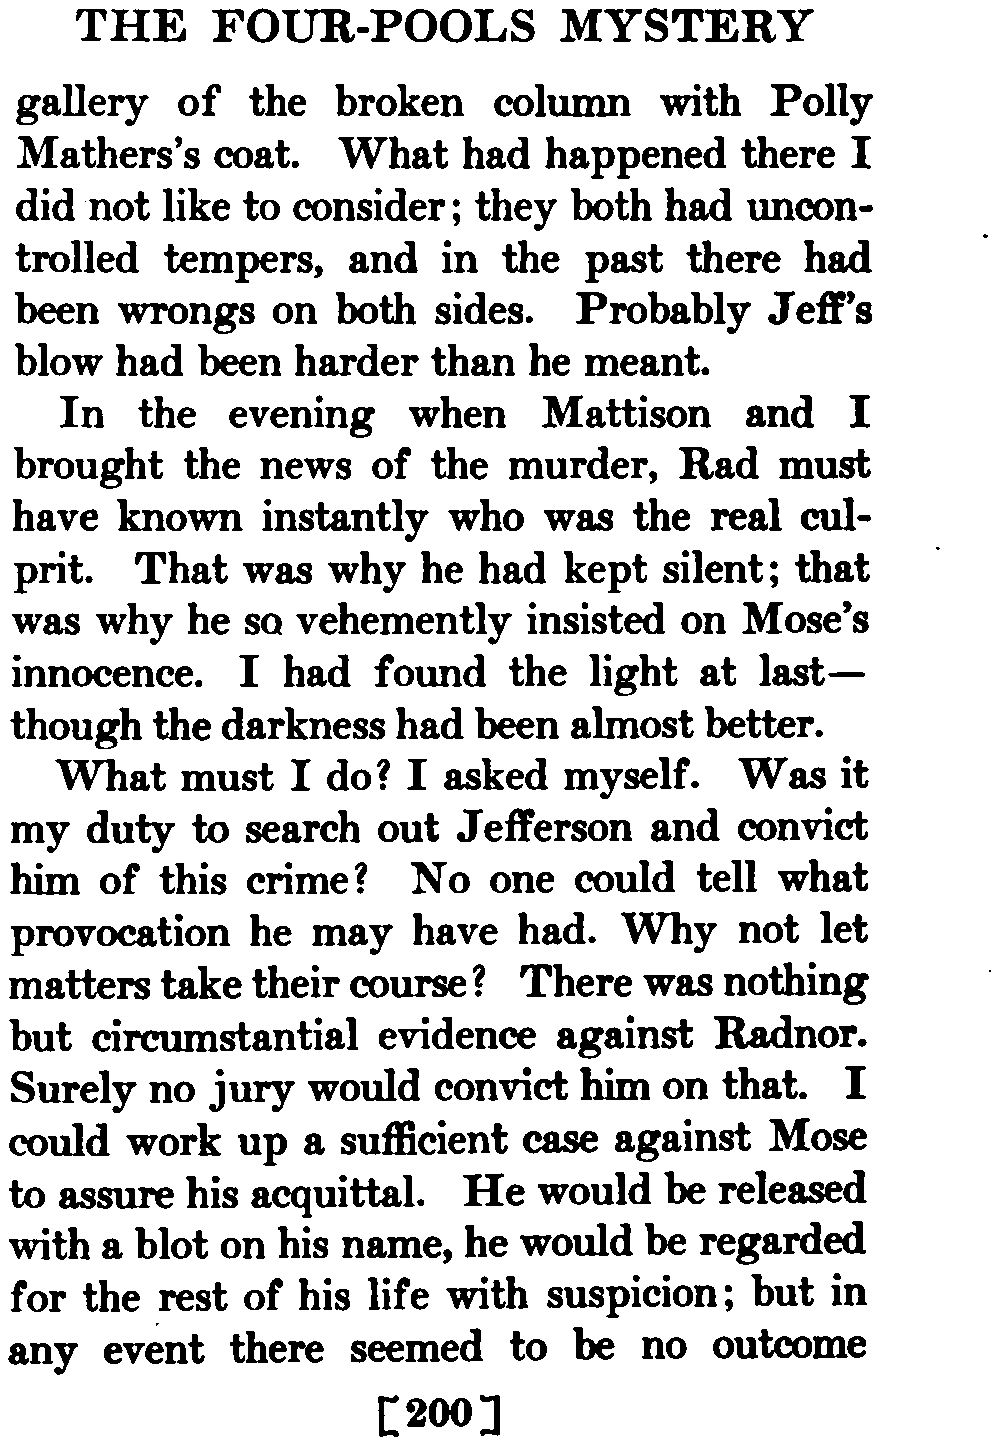 THE FOUR-POOLS MYSTERY
gallery of the broken column with Polly
Mathers's coat. What had happened there I
did not like to consider; they both had uncon-
trolled tempers, and in the past there had
been wrongs on both sides. Probably Jeff's
blow had been harder than he meant.
In the evening when Mattison and I
brought the news of the murder, Rad must
have known instantly who was the real cul-
prit. That was why he had kept silent; that
was why he so vehemently insisted on Mose's
innocence. I had found the light at last—
though the darkness had been almost better.
What must I do? I asked myself. Was it
my duty to search out Jefferson and convict
him of this crime? No one could tell what
provocation he may have had. Why not let
matters take their course? There was nothing
but circumstantial evidence against Radnor.
Surely no jury would convict him on that. I
could work up a sufficient case against Mose
to assure his acquittal. He would be released
with a blot on his name, he would be regarded
for the rest of his life with suspicion; but in
any event there seemed to be no outcome
[200]